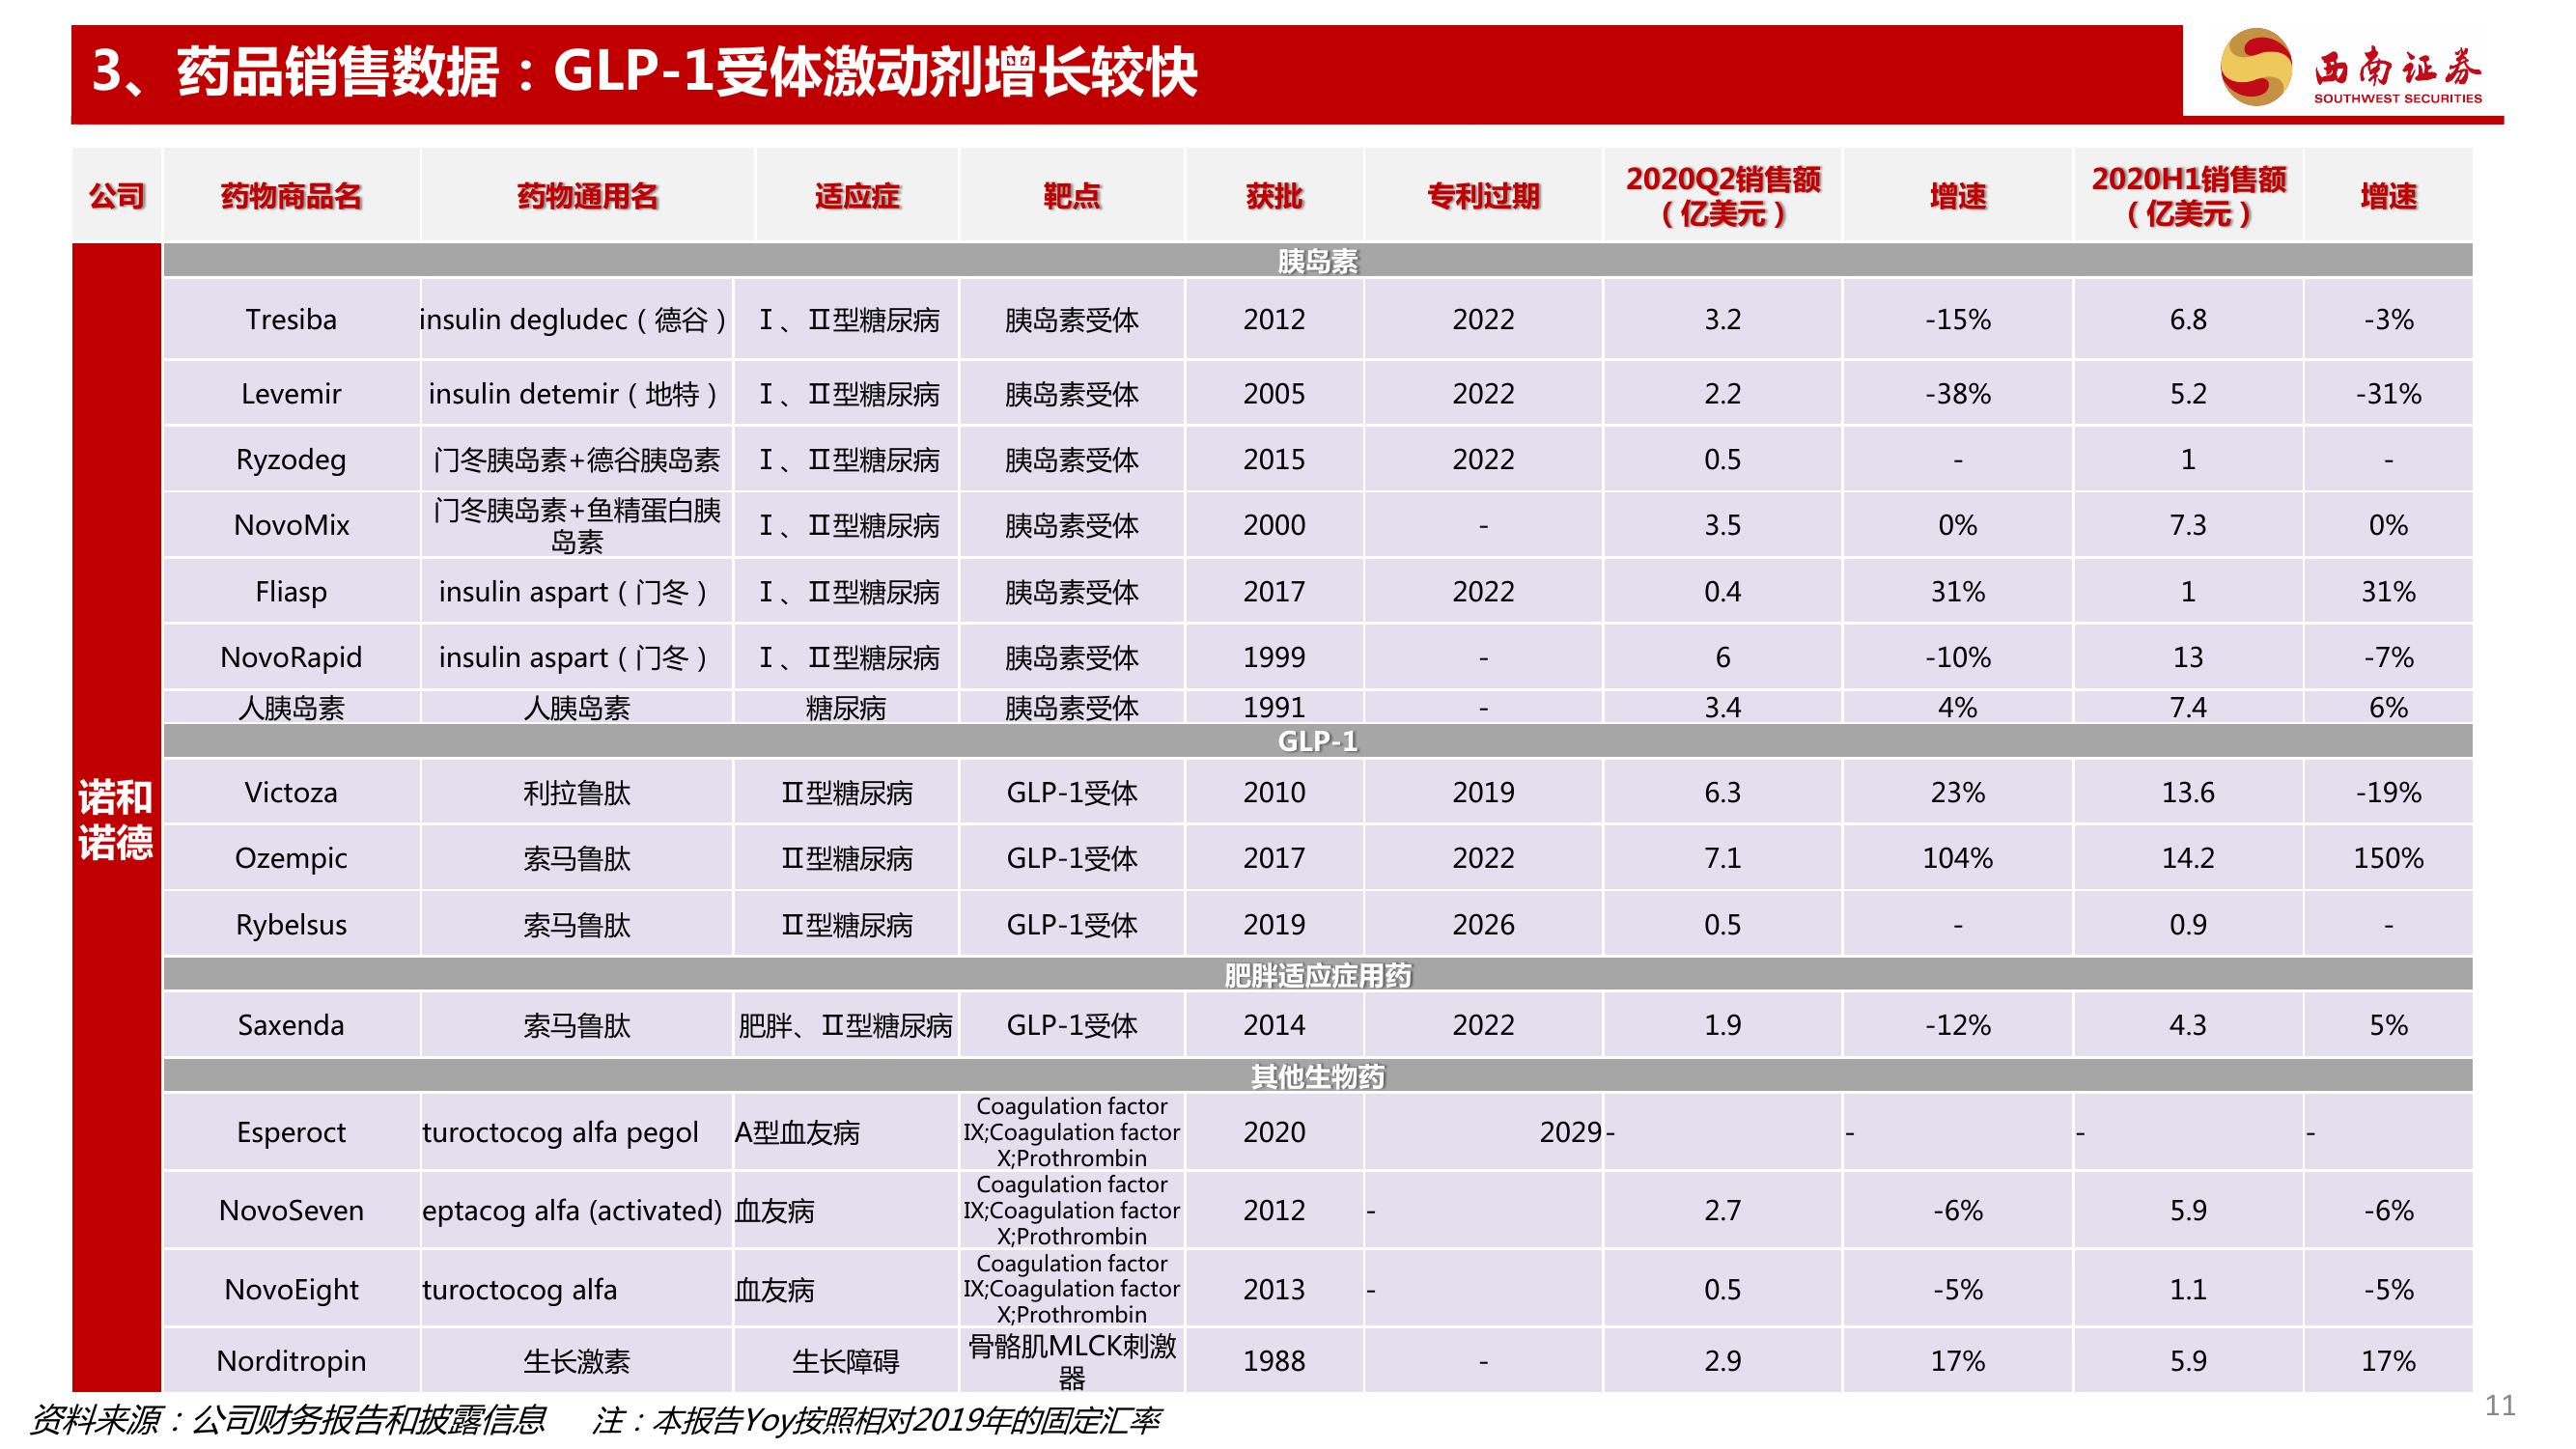 3、药品销售数据：GLP-1受体激动剂增长较快
西南证券
SOUTHWEST SECURITIES
公司 药物商品名 药物通用名 适应症 靶点 获批 专利过期 2020Q2销售额（亿美元） 增速 2020H1销售额（亿美元） 增速
诺和诺德
胰岛素
Tresiba insulin degludec（德谷） Ⅰ、Ⅱ型糖尿病 胰岛素受体 2012 2022 3.2 -15% 6.8 -3%
Levemir insulin detemir（地特） Ⅰ、Ⅱ型糖尿病 胰岛素受体 2005 2022 2.2 -38% 5.2 -31%
Ryzodeg 门冬胰岛素+德谷胰岛素 Ⅰ、Ⅱ型糖尿病 胰岛素受体 2015 2022 0.5 - 1 -
NovoMix 门冬胰岛素+鱼精蛋白胰岛素 Ⅰ、Ⅱ型糖尿病 胰岛素受体 2000 - 3.5 0% 7.3 0%
Fliasp insulin aspart（门冬） Ⅰ、Ⅱ型糖尿病 胰岛素受体 2017 2022 0.4 31% 1 31%
NovoRapid insulin aspart（门冬） Ⅰ、Ⅱ型糖尿病 胰岛素受体 1999 - 6 -10% 13 -7%
人胰岛素 人胰岛素 糖尿病 胰岛素受体 1991 - 3.4 4% 7.4 6%
GLP-1
Victoza 利拉鲁肽 Ⅱ型糖尿病 GLP-1受体 2010 2019 6.3 23% 13.6 -19%
Ozempic 索马鲁肽 Ⅱ型糖尿病 GLP-1受体 2017 2022 7.1 104% 14.2 150%
Rybelsus 索马鲁肽 Ⅱ型糖尿病 GLP-1受体 2019 2026 0.5 - 0.9 -
肥胖适应症用药
Saxenda 索马鲁肽 肥胖、Ⅱ型糖尿病 GLP-1受体 2014 2022 1.9 -12% 4.3 5%
其他生物药
Esperoct turoctocog alfa pegol A型血友病 Coagulation factor IX;Coagulation factor X;Prothrombin 2020 2029 - - - -
NovoSeven eptacog alfa (activated) 血友病 Coagulation factor IX;Coagulation factor X;Prothrombin 2012 - 2.7 -6% 5.9 -6%
NovoEight turoctocog alfa 血友病 Coagulation factor IX;Coagulation factor X;Prothrombin 2013 - 0.5 -5% 1.1 -5%
Norditropin 生长激素 生长障碍 骨骼肌MLCK刺激器 1988 - 2.9 17% 5.9 17%
资料来源：公司财务报告和披露信息 注：本报告Yoy按照相对2019年的固定汇率
11